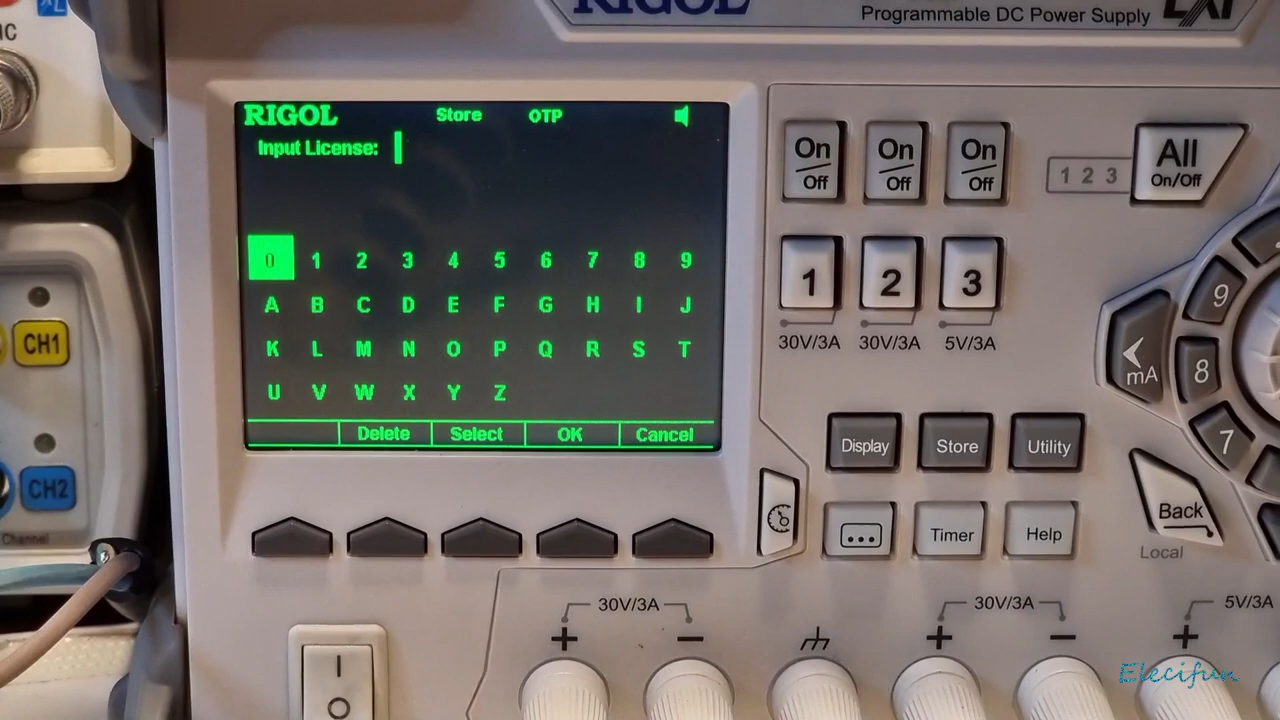 RIGOL
Programmable DC Power Supply
LXI
RIGOL Store OTP
Input License:
0 1 2 3 4 5 6 7 8 9
A B C D E F G H I J
K L M N O P Q R S T
U V W X Y Z
Delete Select OK Cancel
On/Off On/Off On/Off
1 2 3
All
On/Off
1 2 3
30V/3A 30V/3A 5V/3A
mA
9
8
7
Display Store Utility
Timer Help
Back
Local
CH1
CH2
Channel
30V/3A 30V/3A 5V/3A
+ − + − +
I
O
Elecifun